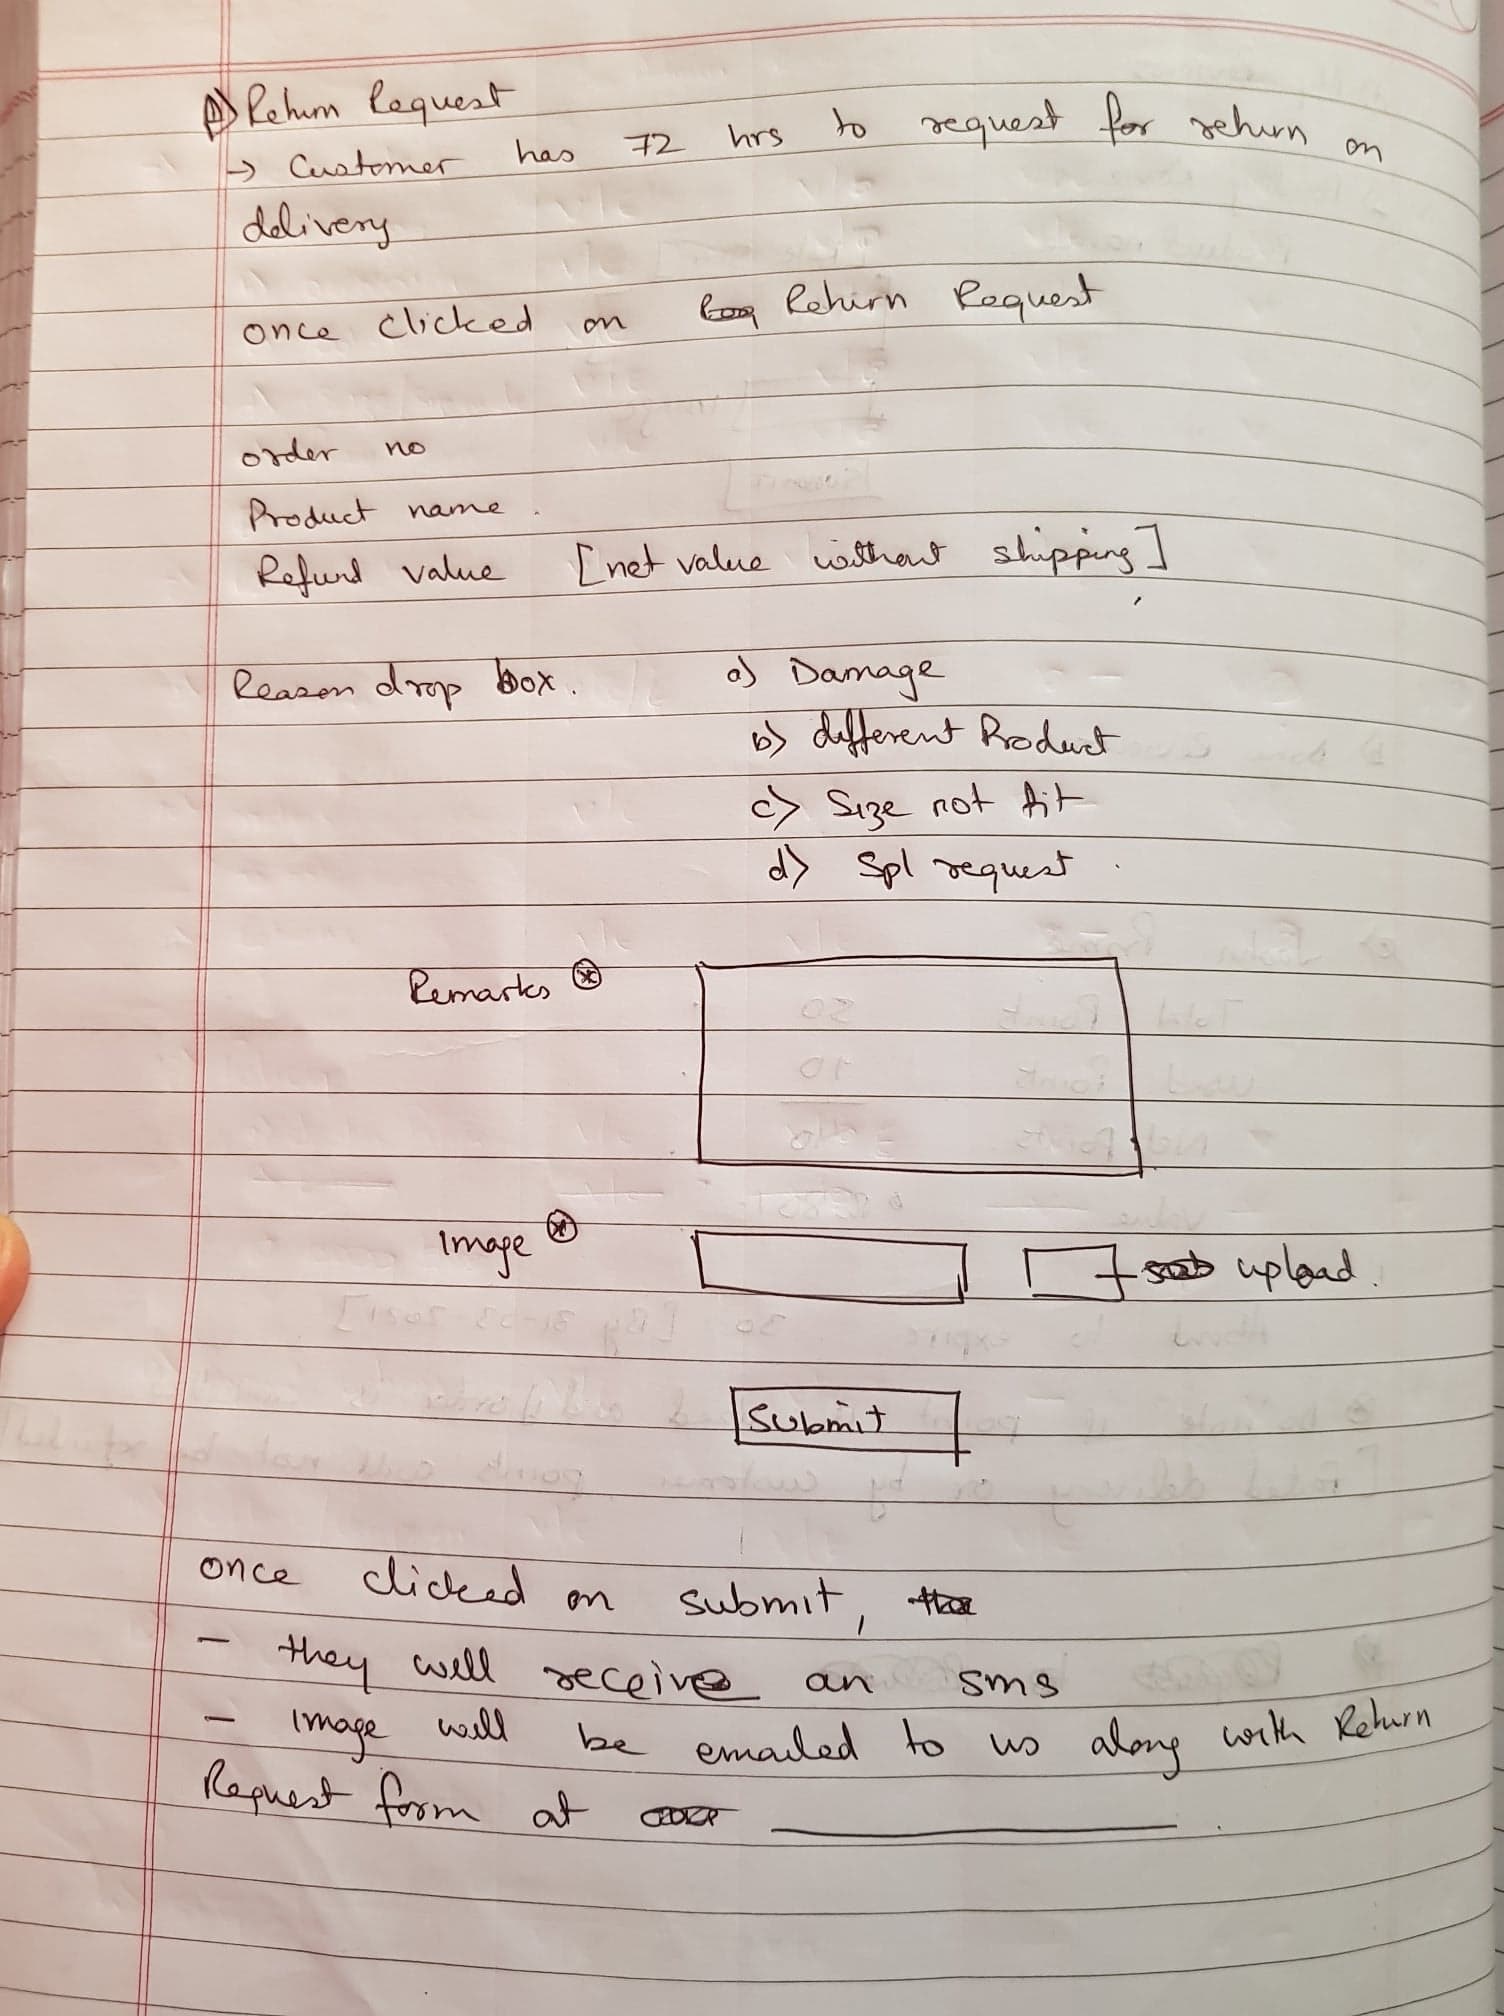 A) Return Request
→ Customer has 72 hrs to request for return on
delivery
once clicked on Return Request
order no
Product name .
Refund value [net value without shipping]
Reason drop box. a) Damage
b) different Product
c) Size not fit
d) Spl request .
Remarks *
Image * upload.
Submit
once clicked on submit,
- they will receive an sms
- Image will be emailed to us along with Return
Request form at ____________ .